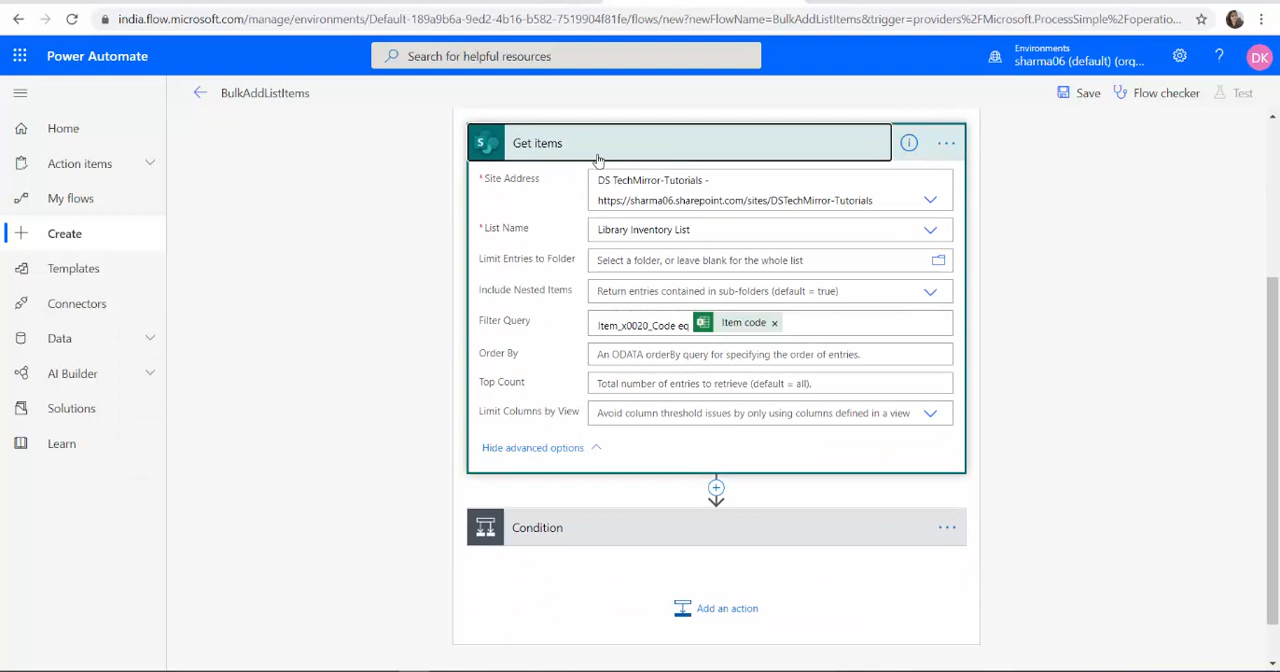 india.flow.microsoft.com/manage/environments/Default-189a9b6a-9ed2-4b16-b582-7519904f81fe/flows/new?newFlowName=BulkAddListItems&trigger=providers%2FMicrosoft.ProcessSimple%2Foperatio...
Power Automate
Search for helpful resources
Environments
sharma06 (default) (org...
?
DK
BulkAddListItems
Save
Flow checker
Test
Home
Action items
My flows
Create
Templates
Connectors
Data
AI Builder
Solutions
Learn
S
Get items
* Site Address
DS TechMirror-Tutorials -
https://sharma06.sharepoint.com/sites/DSTechMirror-Tutorials
* List Name
Library Inventory List
Limit Entries to Folder
Select a folder, or leave blank for the whole list
Include Nested Items
Return entries contained in sub-folders (default = true)
Filter Query
Item_x0020_Code eq Item code x
Order By
An ODATA orderBy query for specifying the order of entries.
Top Count
Total number of entries to retrieve (default = all).
Limit Columns by View
Avoid column threshold issues by only using columns defined in a view
Hide advanced options
Condition
Add an action